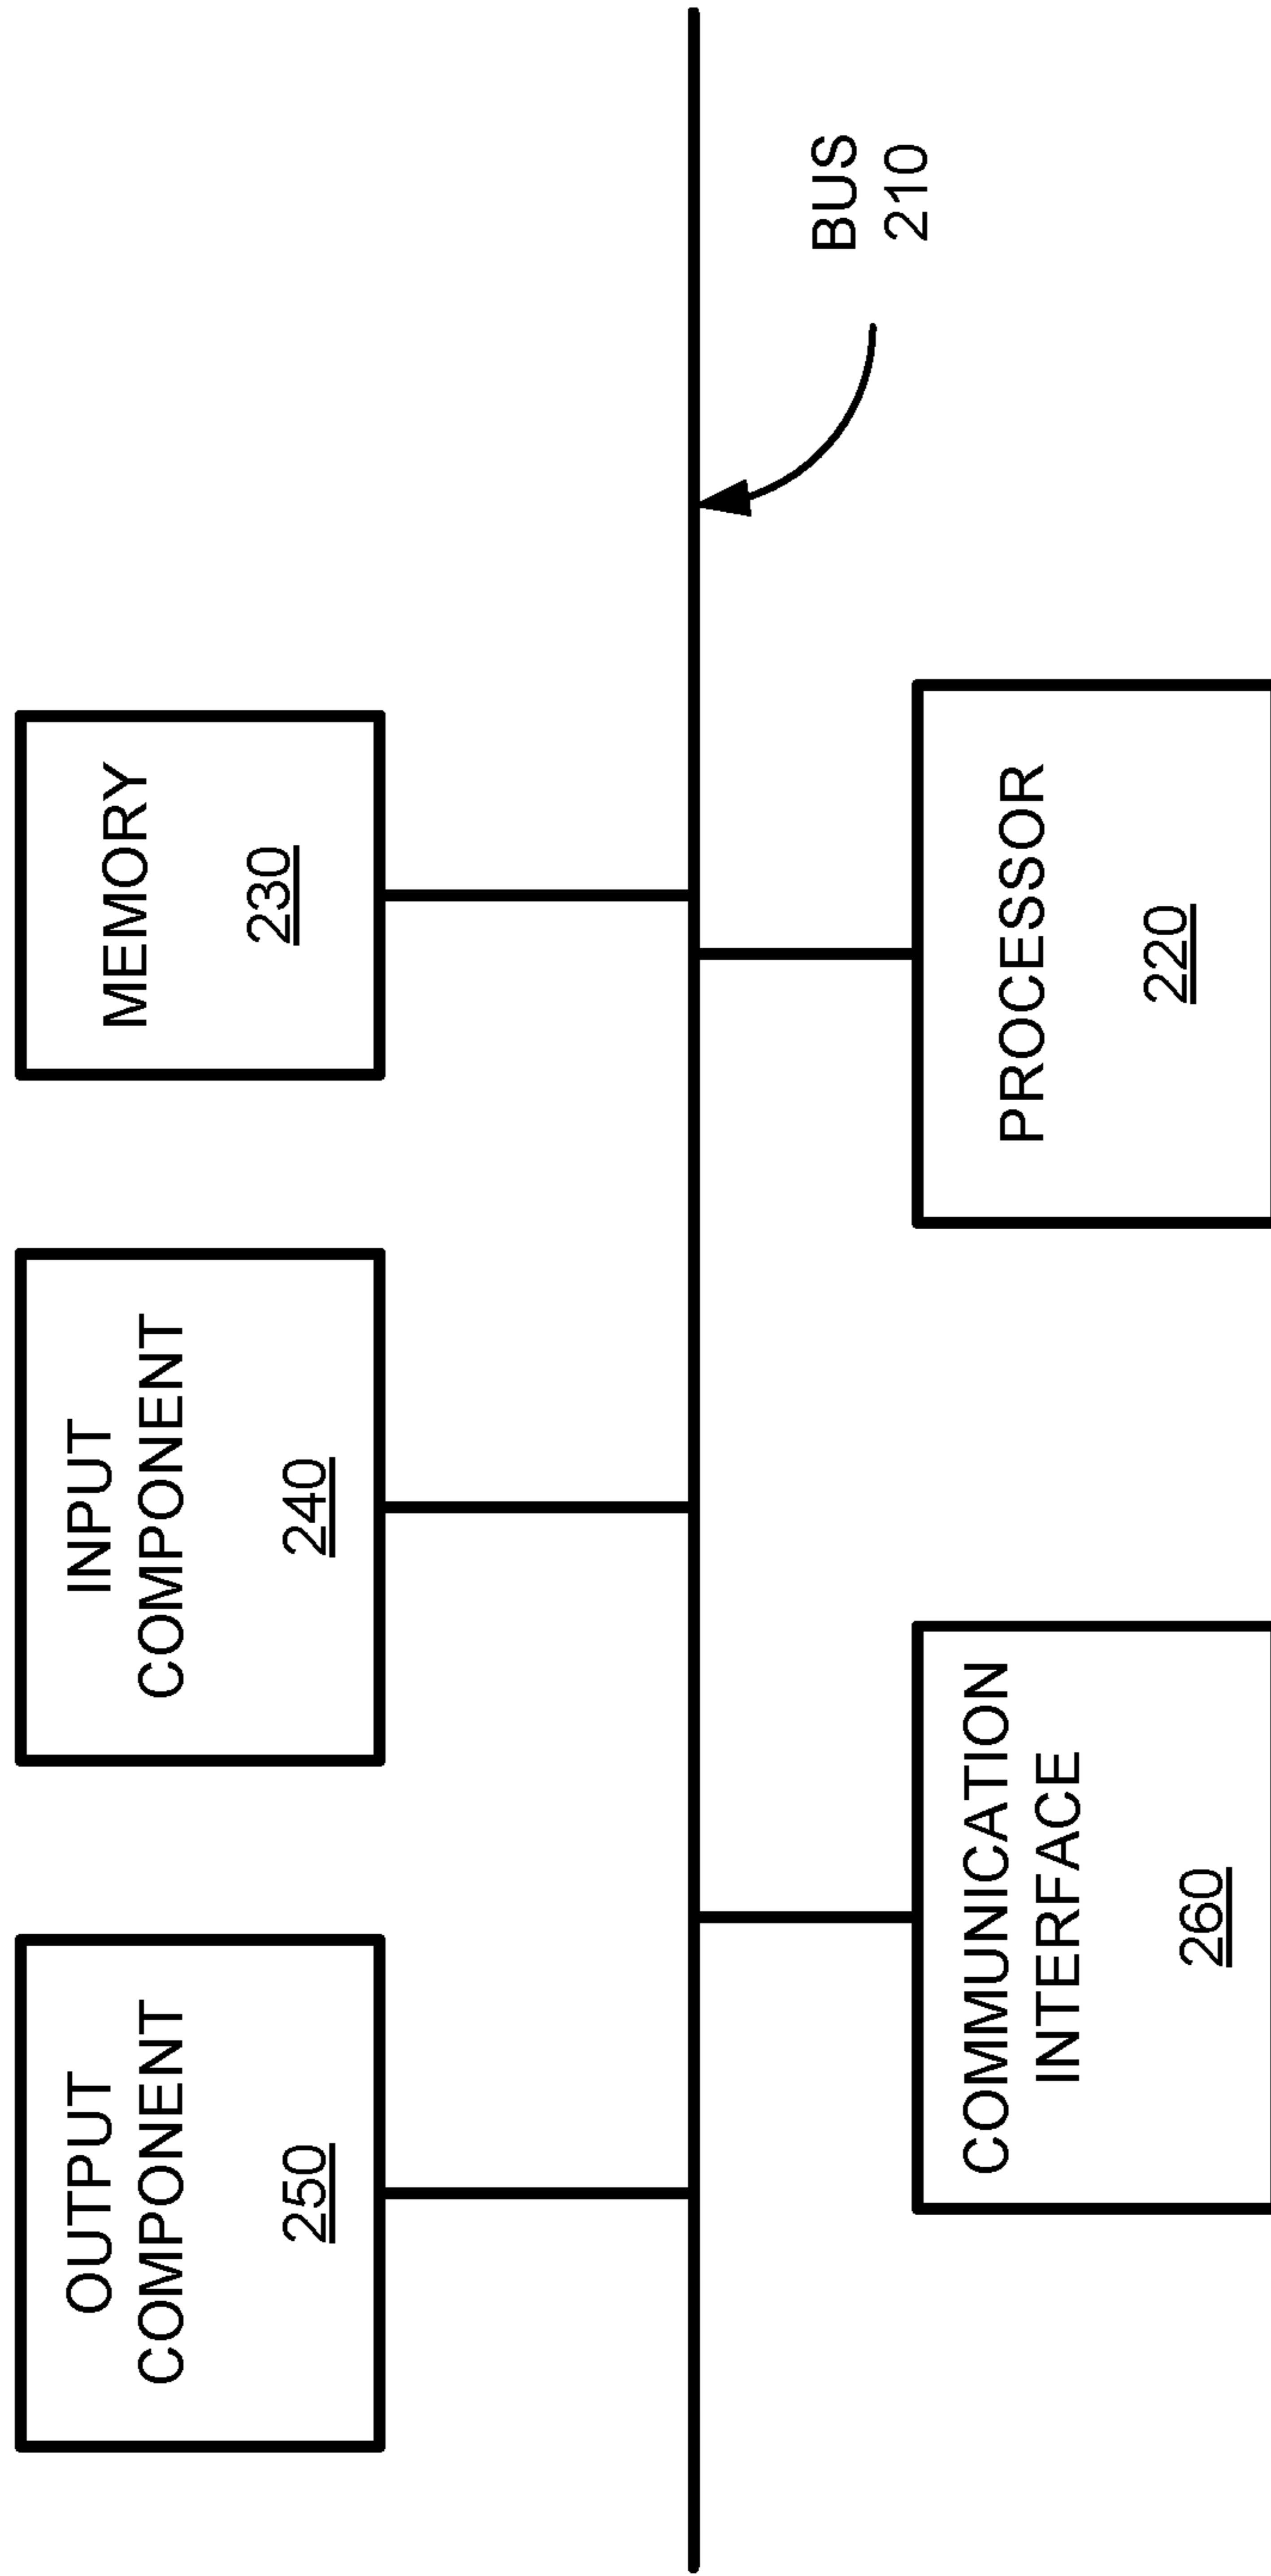 OUTPUT
COMPONENT
250
INPUT
COMPONENT
240
MEMORY
230
BUS
210
COMMUNICATION
INTERFACE
260
PROCESSOR
220